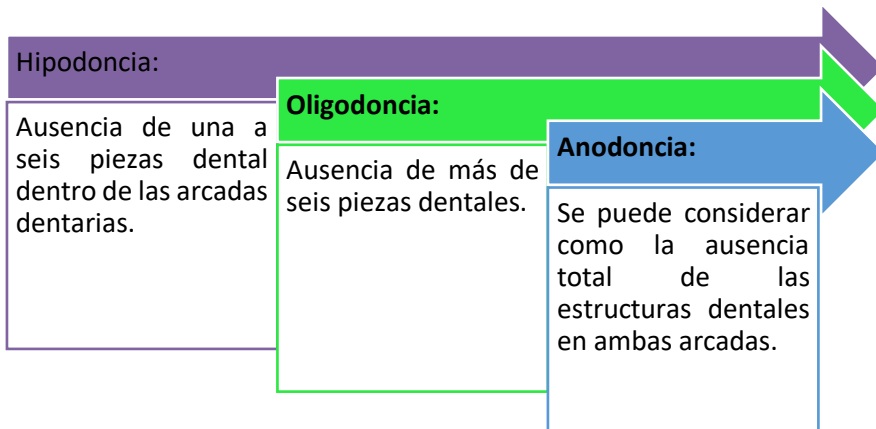 Hipodoncia:
Ausencia de una a
seis piezas dental
dentro de las arcadas
dentarias.
Oligodoncia:
Ausencia de más de
seis piezas dentales.
Anodoncia:
Se puede considerar
como la ausencia
total de las
estructuras dentales
en ambas arcadas.